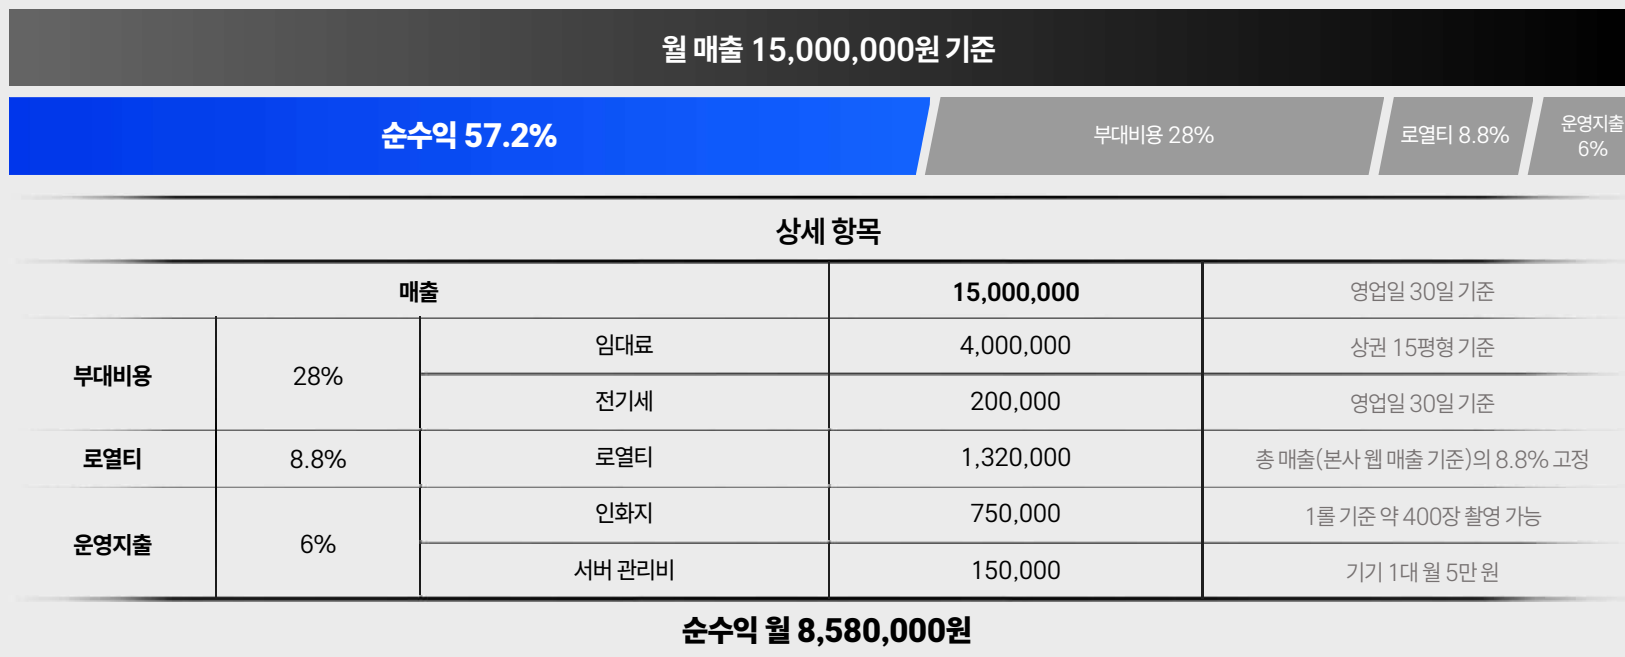 월 매출 15,000,000원 기준
순수익 57.2%
부대비용 28%
로열티 8.8%
운영지출
6%
상세 항목
매출 15,000,000 영업일 30일 기준
부대비용 28% 임대료 4,000,000 상권 15평형 기준
전기세 200,000 영업일 30일 기준
로열티 8.8% 로열티 1,320,000 총 매출(본사 웹 매출 기준)의 8.8% 고정
운영지출 6% 인화지 750,000 1롤 기준 약 400장 촬영 가능
서버 관리비 150,000 기기 1대 월 5만 원
순수익 월 8,580,000원